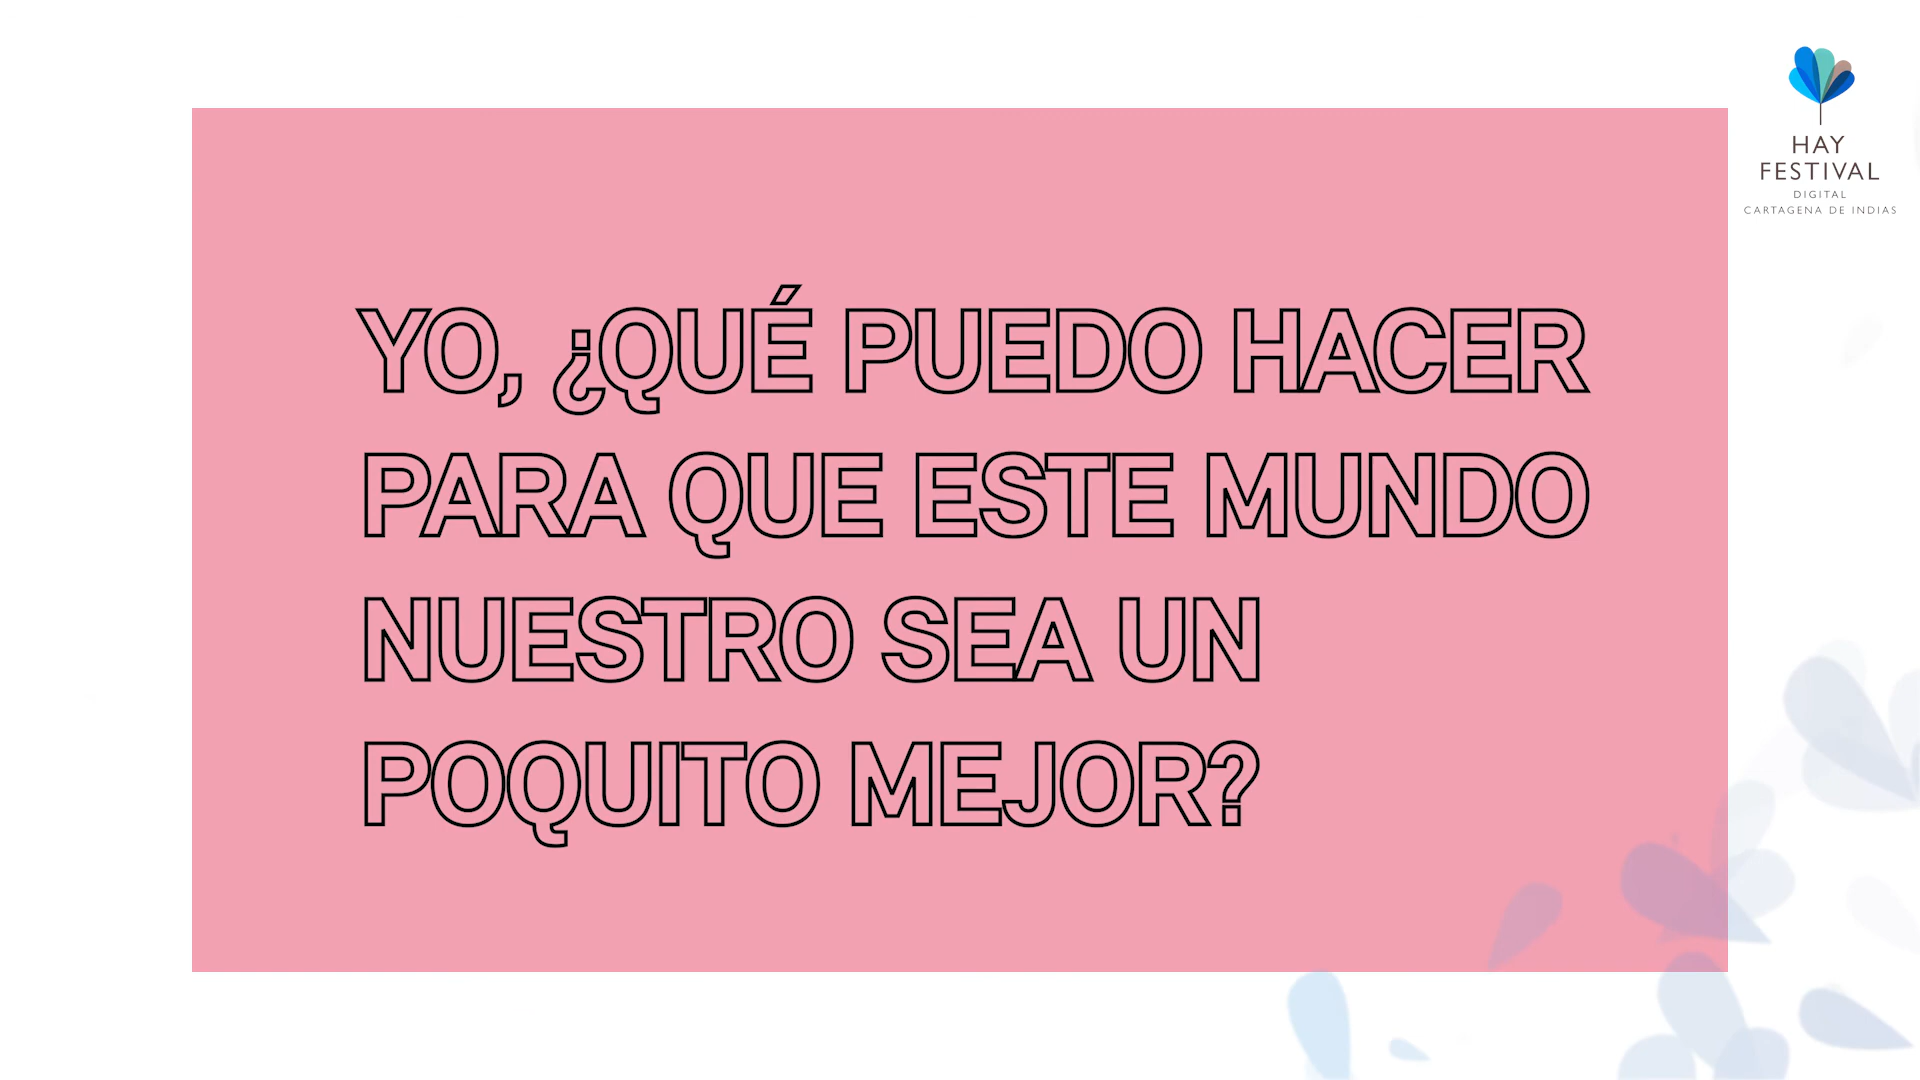 HAY
FESTIVAL
DIGITAL
CARTAGENA DE INDIAS
YO, ¿QUÉ PUEDO HACER
PARA QUE ESTE MUNDO
NUESTRO SEA UN
POQUITO MEJOR?